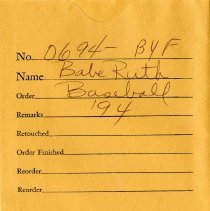 No. 0694- BYF
Name Babe Ruth
Order Baseball
Remarks '94
Retouched
Order Finished
Reorder
Reorder